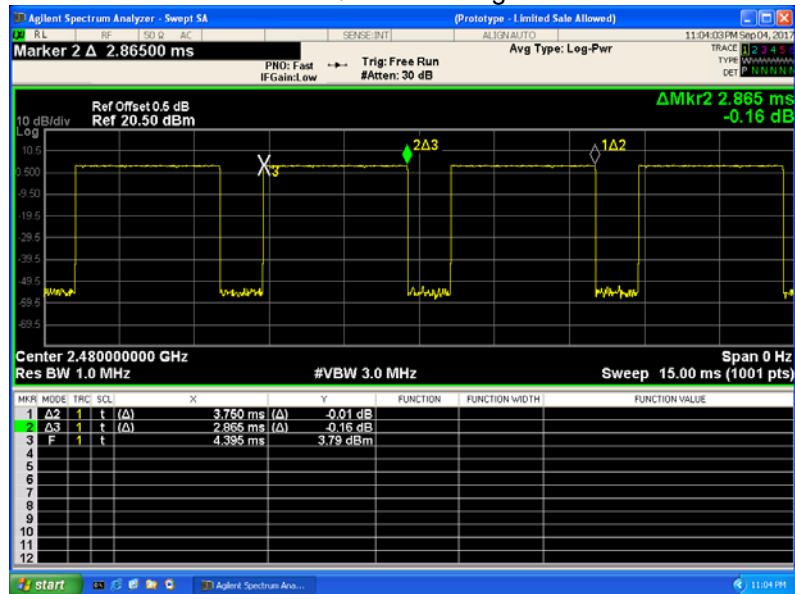 Agilent Spectrum Analyzer - Swept SA (Prototype - Limited Sale Allowed)
RL RF 50 Ω AC SENSE:INT ALIGNAUTO 11:04:03 PM Sep 04, 2017
Marker 2 Δ 2.86500 ms Avg Type: Log-Pwr TRACE 1 2 3 4 5 6
PNO: Fast Trig: Free Run TYPE
IFGain:Low #Atten: 30 dB DET P N N N N
ΔMkr2 2.865 ms
Ref Offset 0.5 dB
10 dB/div Ref 20.50 dBm -0.16 dB
Log
10.5
0.500
-9.50
-19.5
-29.5
-39.5
-49.5
-59.5
-69.5
3
2Δ3
1Δ2
Center 2.480000000 GHz Span 0 Hz
Res BW 1.0 MHz #VBW 3.0 MHz Sweep 15.00 ms (1001 pts)
MKR MODE TRC SCL X Y FUNCTION FUNCTION WIDTH FUNCTION VALUE
1 Δ2 1 t (Δ) 3.750 ms (Δ) -0.01 dB
2 Δ3 1 t (Δ) 2.865 ms (Δ) -0.16 dB
3 F 1 t 4.395 ms 3.79 dBm
4
5
6
7
8
9
10
11
12
start Agilent Spectrum Ana... 11:04 PM